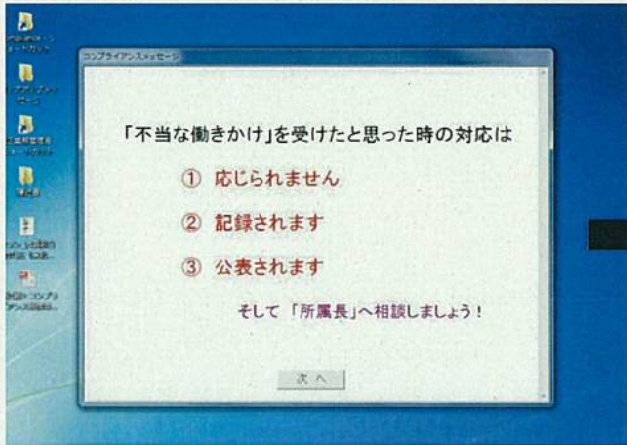 コンプライアンスメッセージ
「不当な働きかけ」を受けたと思った時の対応は
① 応じられません
② 記録されます
③ 公表されます
そして「所属長」へ相談しましょう！
次 へ